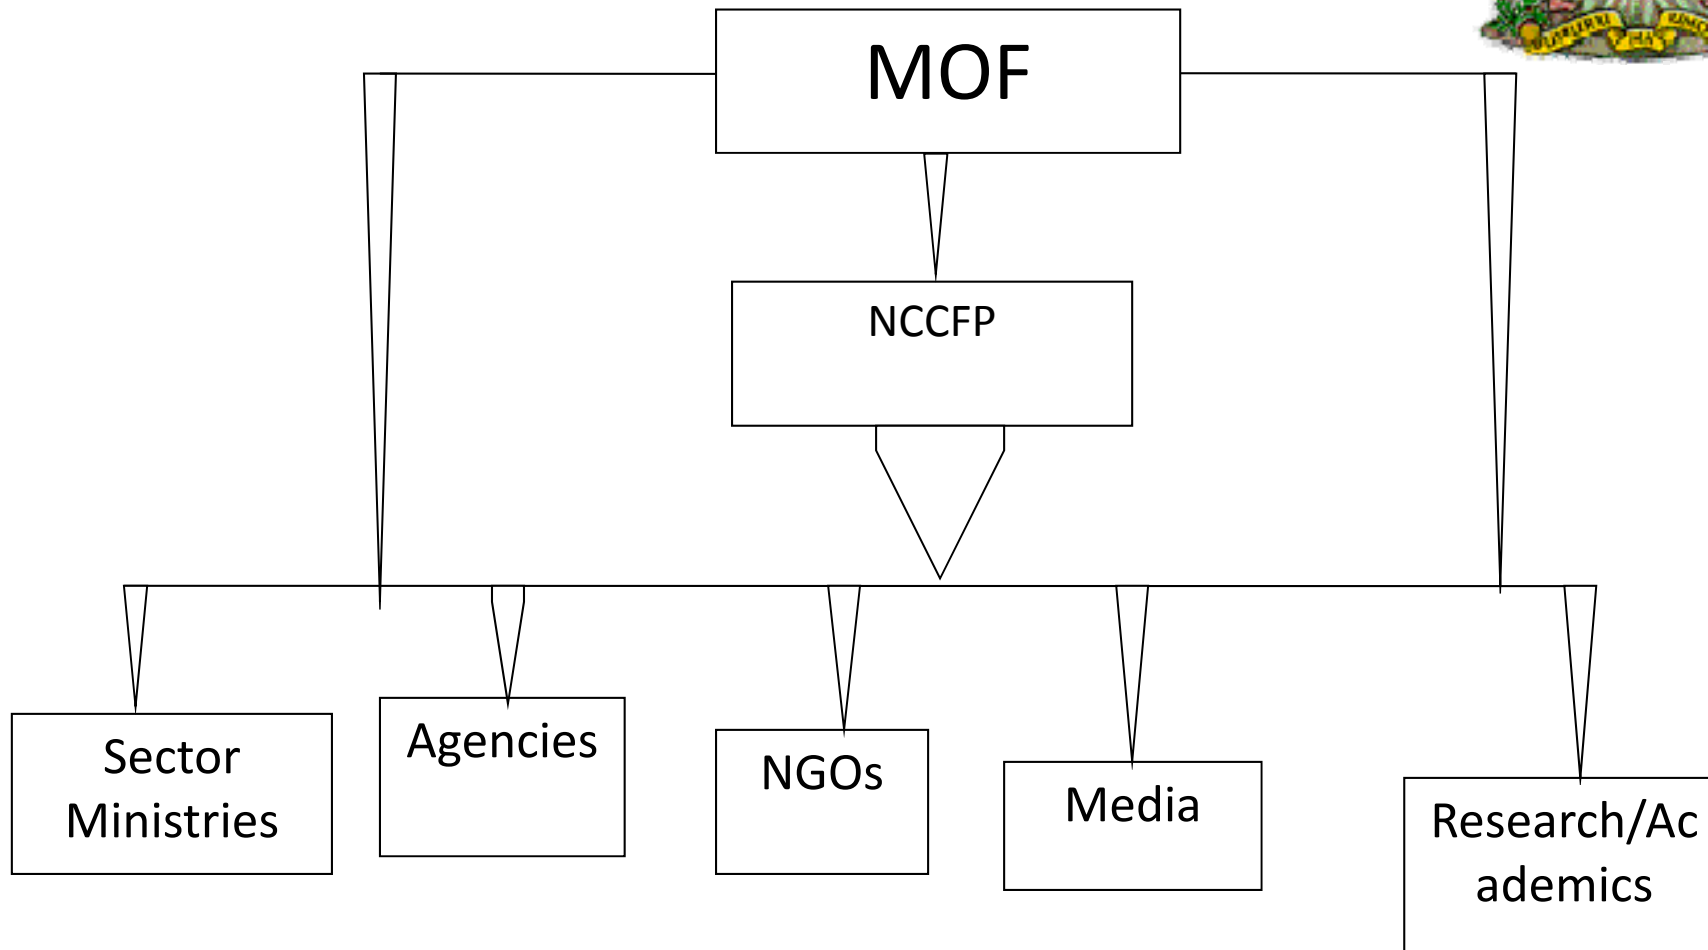 MOF
NCCFP
Sector
Ministries
Agencies
NGOs
Media
Research/Ac
ademics